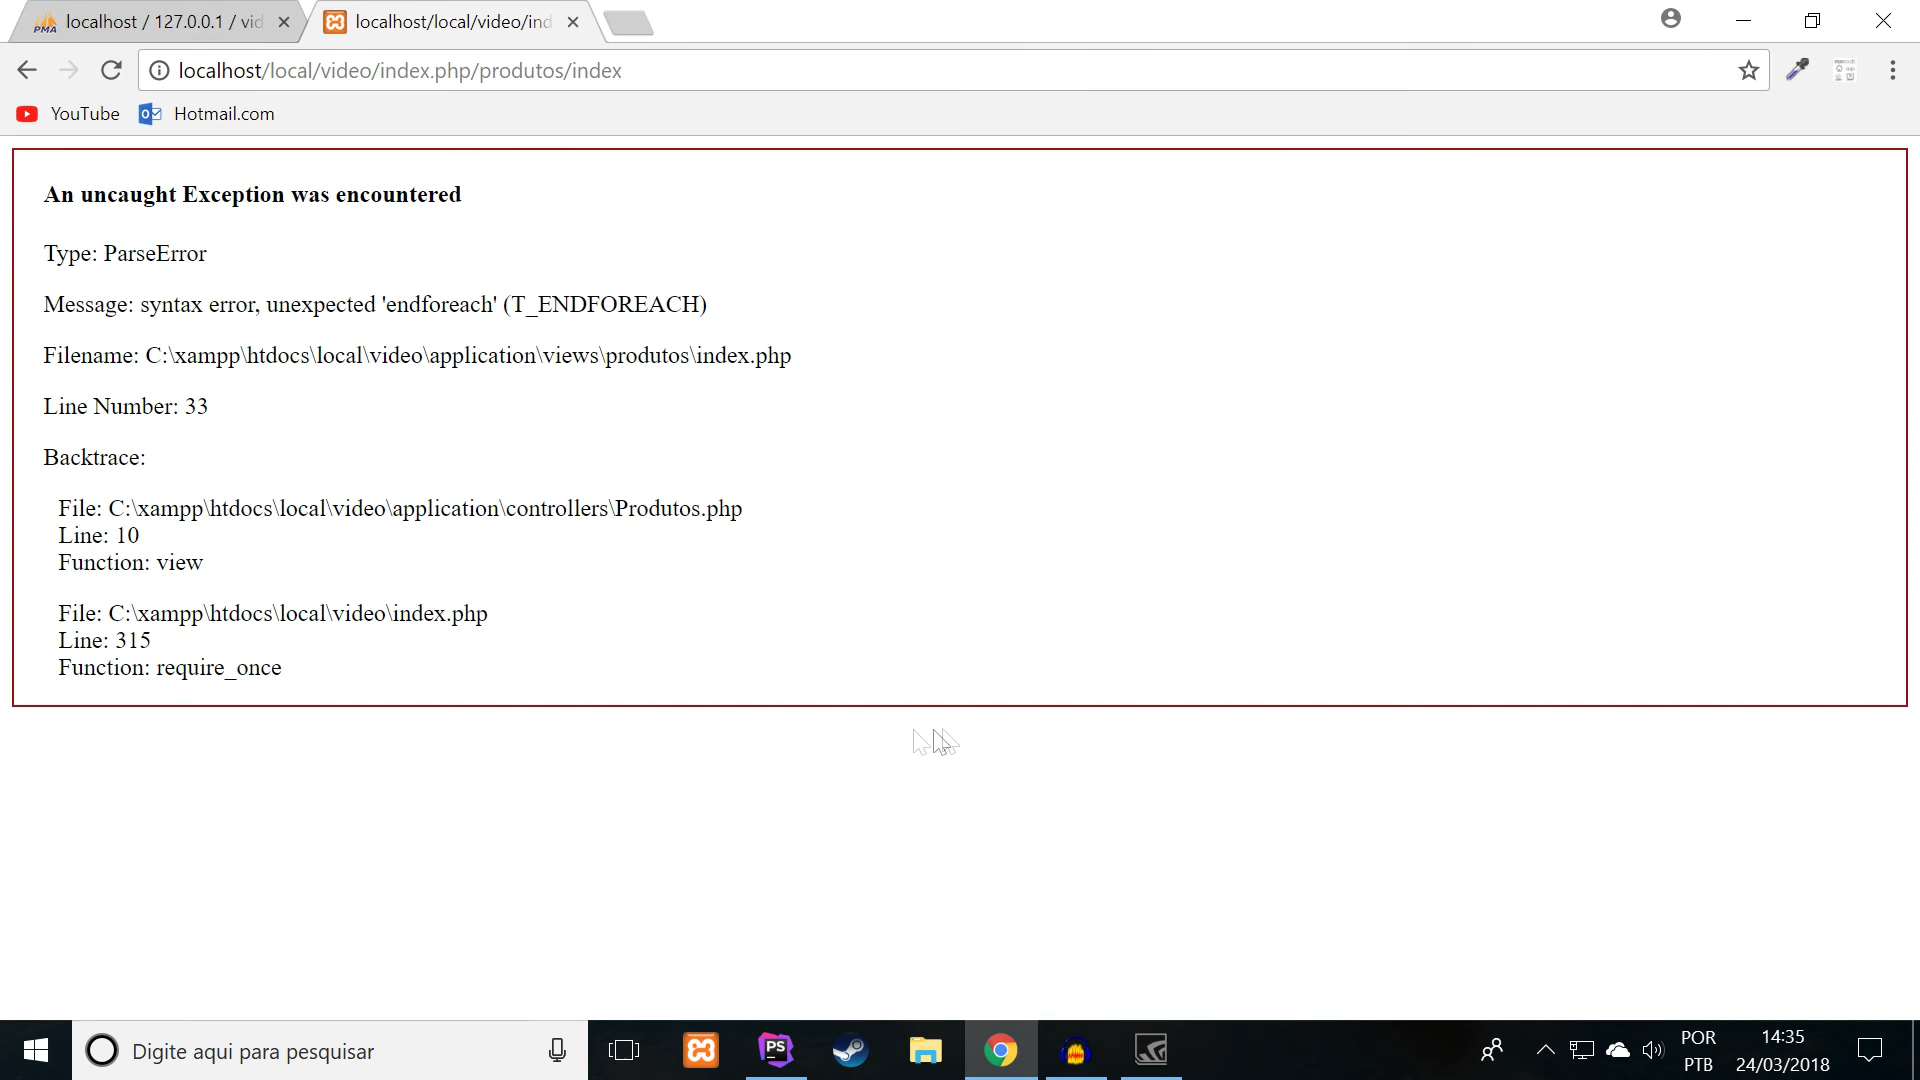 PMA
localhost / 127.0.0.1 / vid
localhost/local/video/ind
localhost/local/video/index.php/produtos/index
YouTube
Hotmail.com
An uncaught Exception was encountered
Type: ParseError
Message: syntax error, unexpected 'endforeach' (T_ENDFOREACH)
Filename: C:\xampp\htdocs\local\video\application\views\produtos\index.php
Line Number: 33
Backtrace:
File: C:\xampp\htdocs\local\video\application\controllers\Produtos.php
Line: 10
Function: view
File: C:\xampp\htdocs\local\video\index.php
Line: 315
Function: require_once
Digite aqui para pesquisar
PS
POR
PTB
14:35
24/03/2018